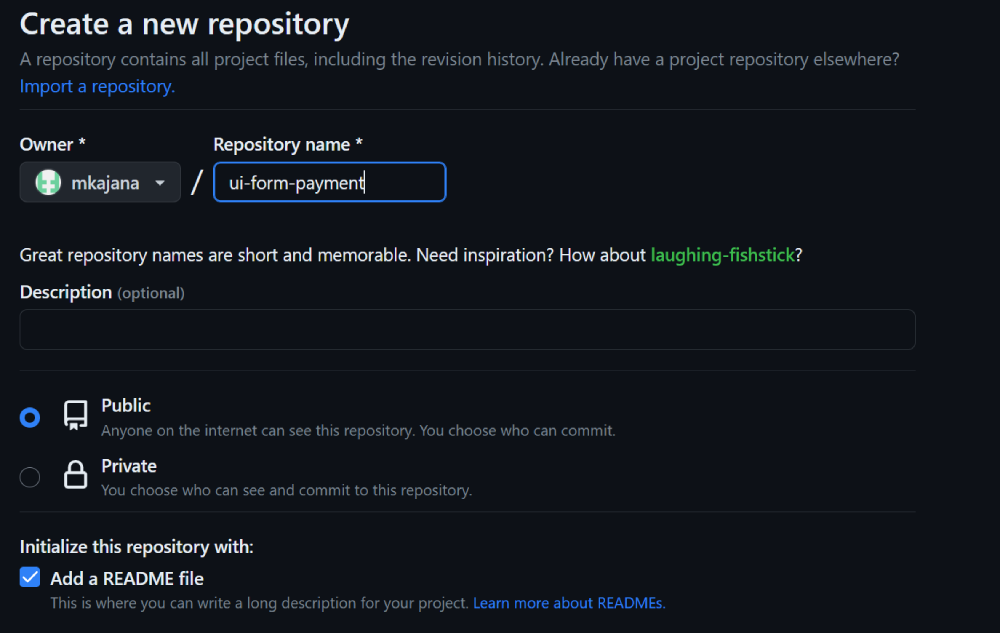 Create a new repository
A repository contains all project files, including the revision history. Already have a project repository elsewhere?
Import a repository.
Owner *
Repository name *
mkajana
/
ui-form-payment
Great repository names are short and memorable. Need inspiration? How about laughing-fishstick?
Description (optional)
Public
Anyone on the internet can see this repository. You choose who can commit.
Private
You choose who can see and commit to this repository.
Initialize this repository with:
Add a README file
This is where you can write a long description for your project. Learn more about READMEs.